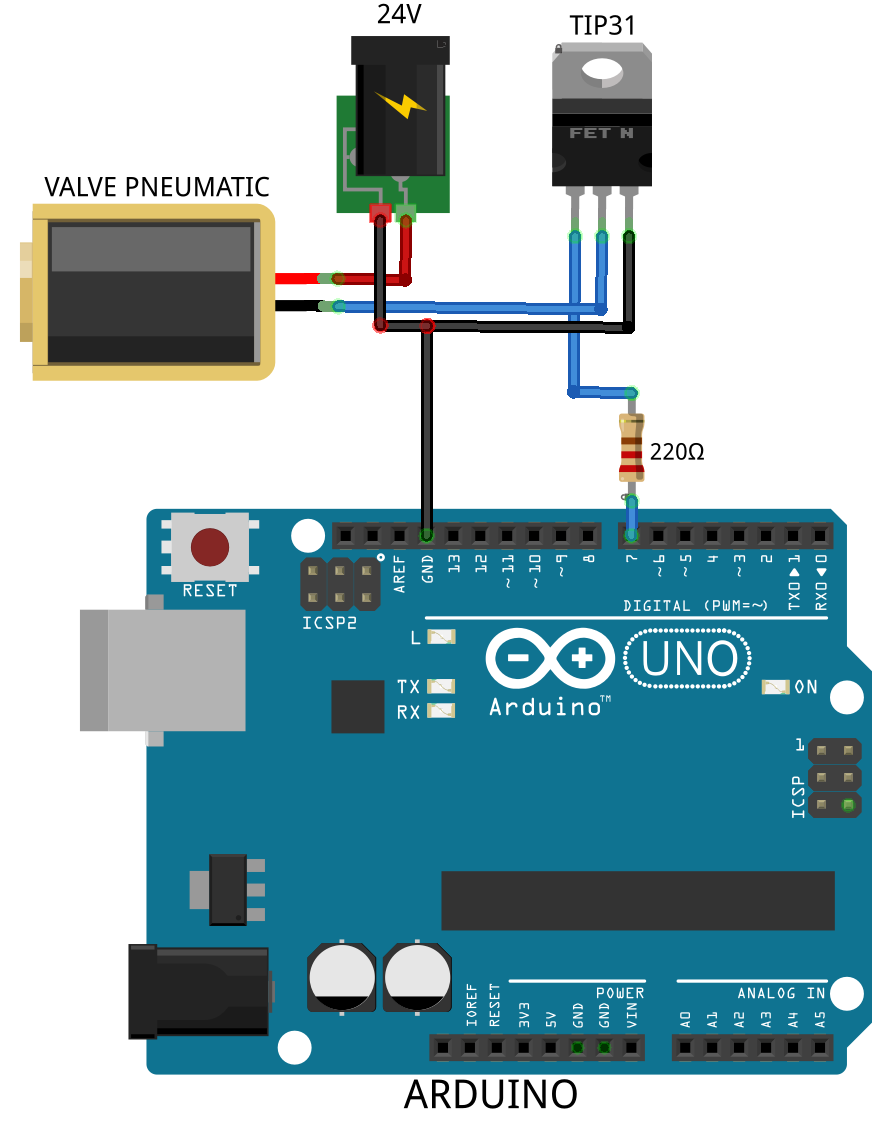 24V
TIP31
FET N
VALVE PNEUMATIC
220Ω
RESET
ICSP2
AREF
GND
13
12
~11
~10
~9
8
7
~6
~5
4
~3
2
TX0▶1
RX0◀0
DIGITAL (PWM=~)
L
TX
RX
UNO
Arduino™
ON
1
ICSP
POWER
ANALOG IN
IOREF
RESET
3V3
5V
GND
GND
VIN
A0
A1
A2
A3
A4
A5
ARDUINO